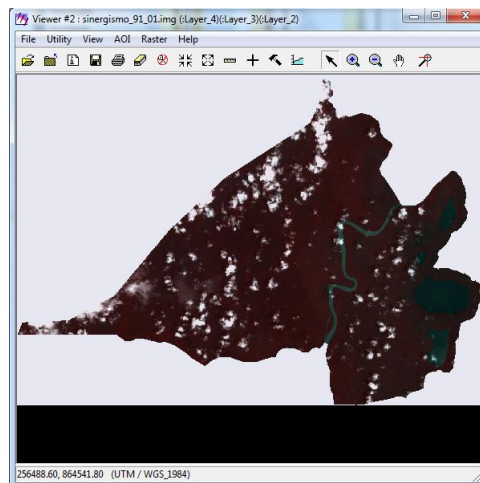 Viewer #2 : sinergismo_91_01.img (:Layer_4)(:Layer_3)(:Layer_2)
File Utility View AOI Raster Help
256488.60, 864541.80 (UTM / WGS_1984)